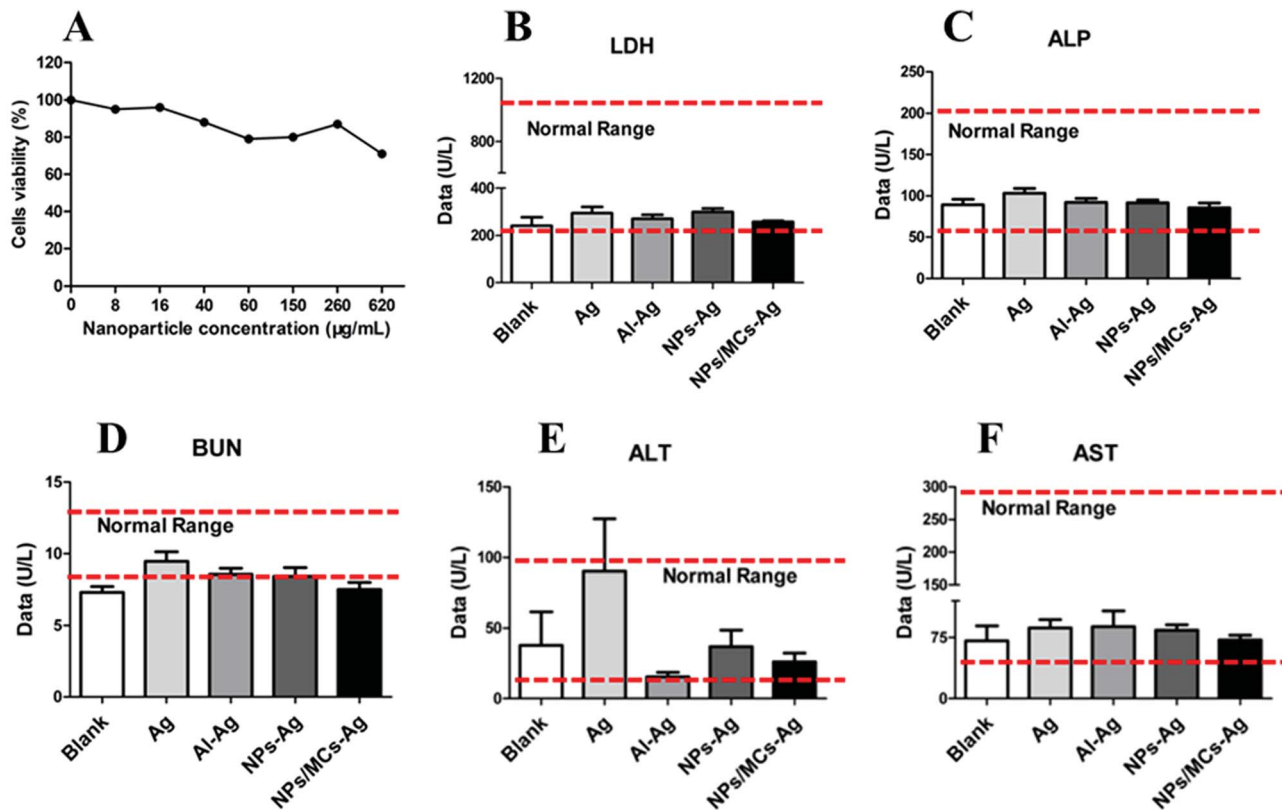 A
120
100
80
60
40
20
0
Cells viability (%)
0 8 16 40 60 150 260 620
Nanoparticle concentration (µg/mL)
B
LDH
1200
800
400
200
0
Data (U/L)
Normal Range
Blank
Ag
Al-Ag
NPs-Ag
NPs/MCs-Ag
C
ALP
250
200
150
100
50
0
Data (U/L)
Normal Range
Blank
Ag
Al-Ag
NPs-Ag
NPs/MCs-Ag
D
BUN
15
10
5
0
Data (U/L)
Normal Range
Blank
Ag
Al-Ag
NPs-Ag
NPs/MCs-Ag
E
ALT
150
100
50
0
Data (U/L)
Normal Range
Blank
Ag
Al-Ag
NPs-Ag
NPs/MCs-Ag
F
AST
300
250
200
150
75
0
Data (U/L)
Normal Range
Blank
Ag
Al-Ag
NPs-Ag
NPs/MCs-Ag